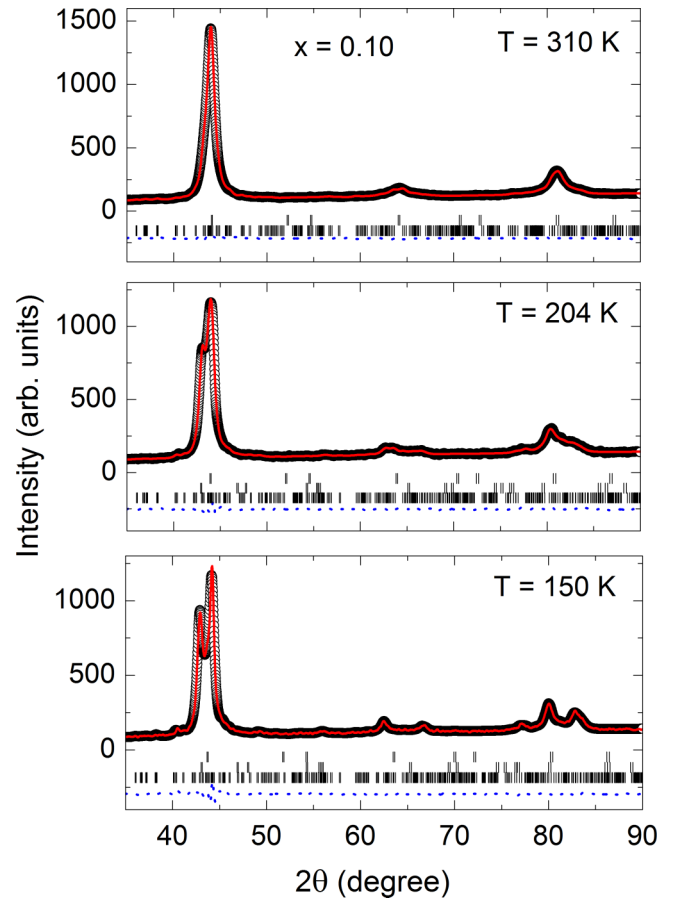 x = 0.10
T = 310 K
1500
1000
500
0
T = 204 K
1000
500
0
T = 150 K
1000
500
0
40 50 60 70 80 90
2θ (degree)
Intensity (arb. units)